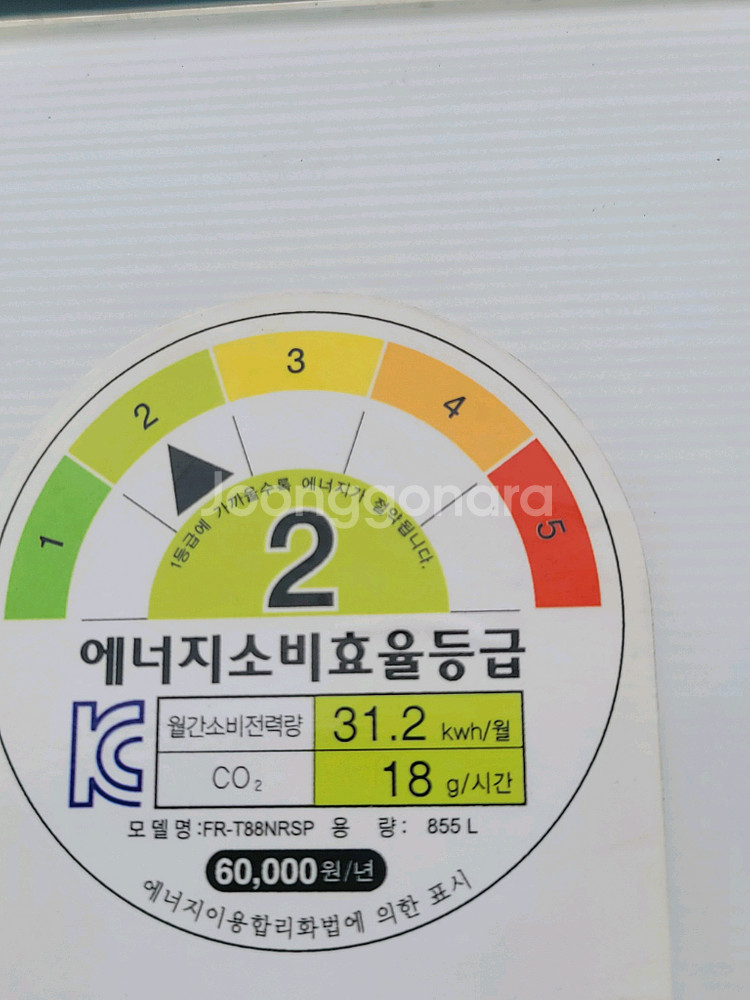 1
2
3
4
5
1등급에 가까울수록 에너지가 절약됩니다.
Joonggonara
2
에너지소비효율등급
월간소비전력량 31.2 kwh/월
CO₂ 18 g/시간
모델명:FR-T88NRSP 용 량: 855 L
60,000원/년
에너지이용합리화법에 의한 표시